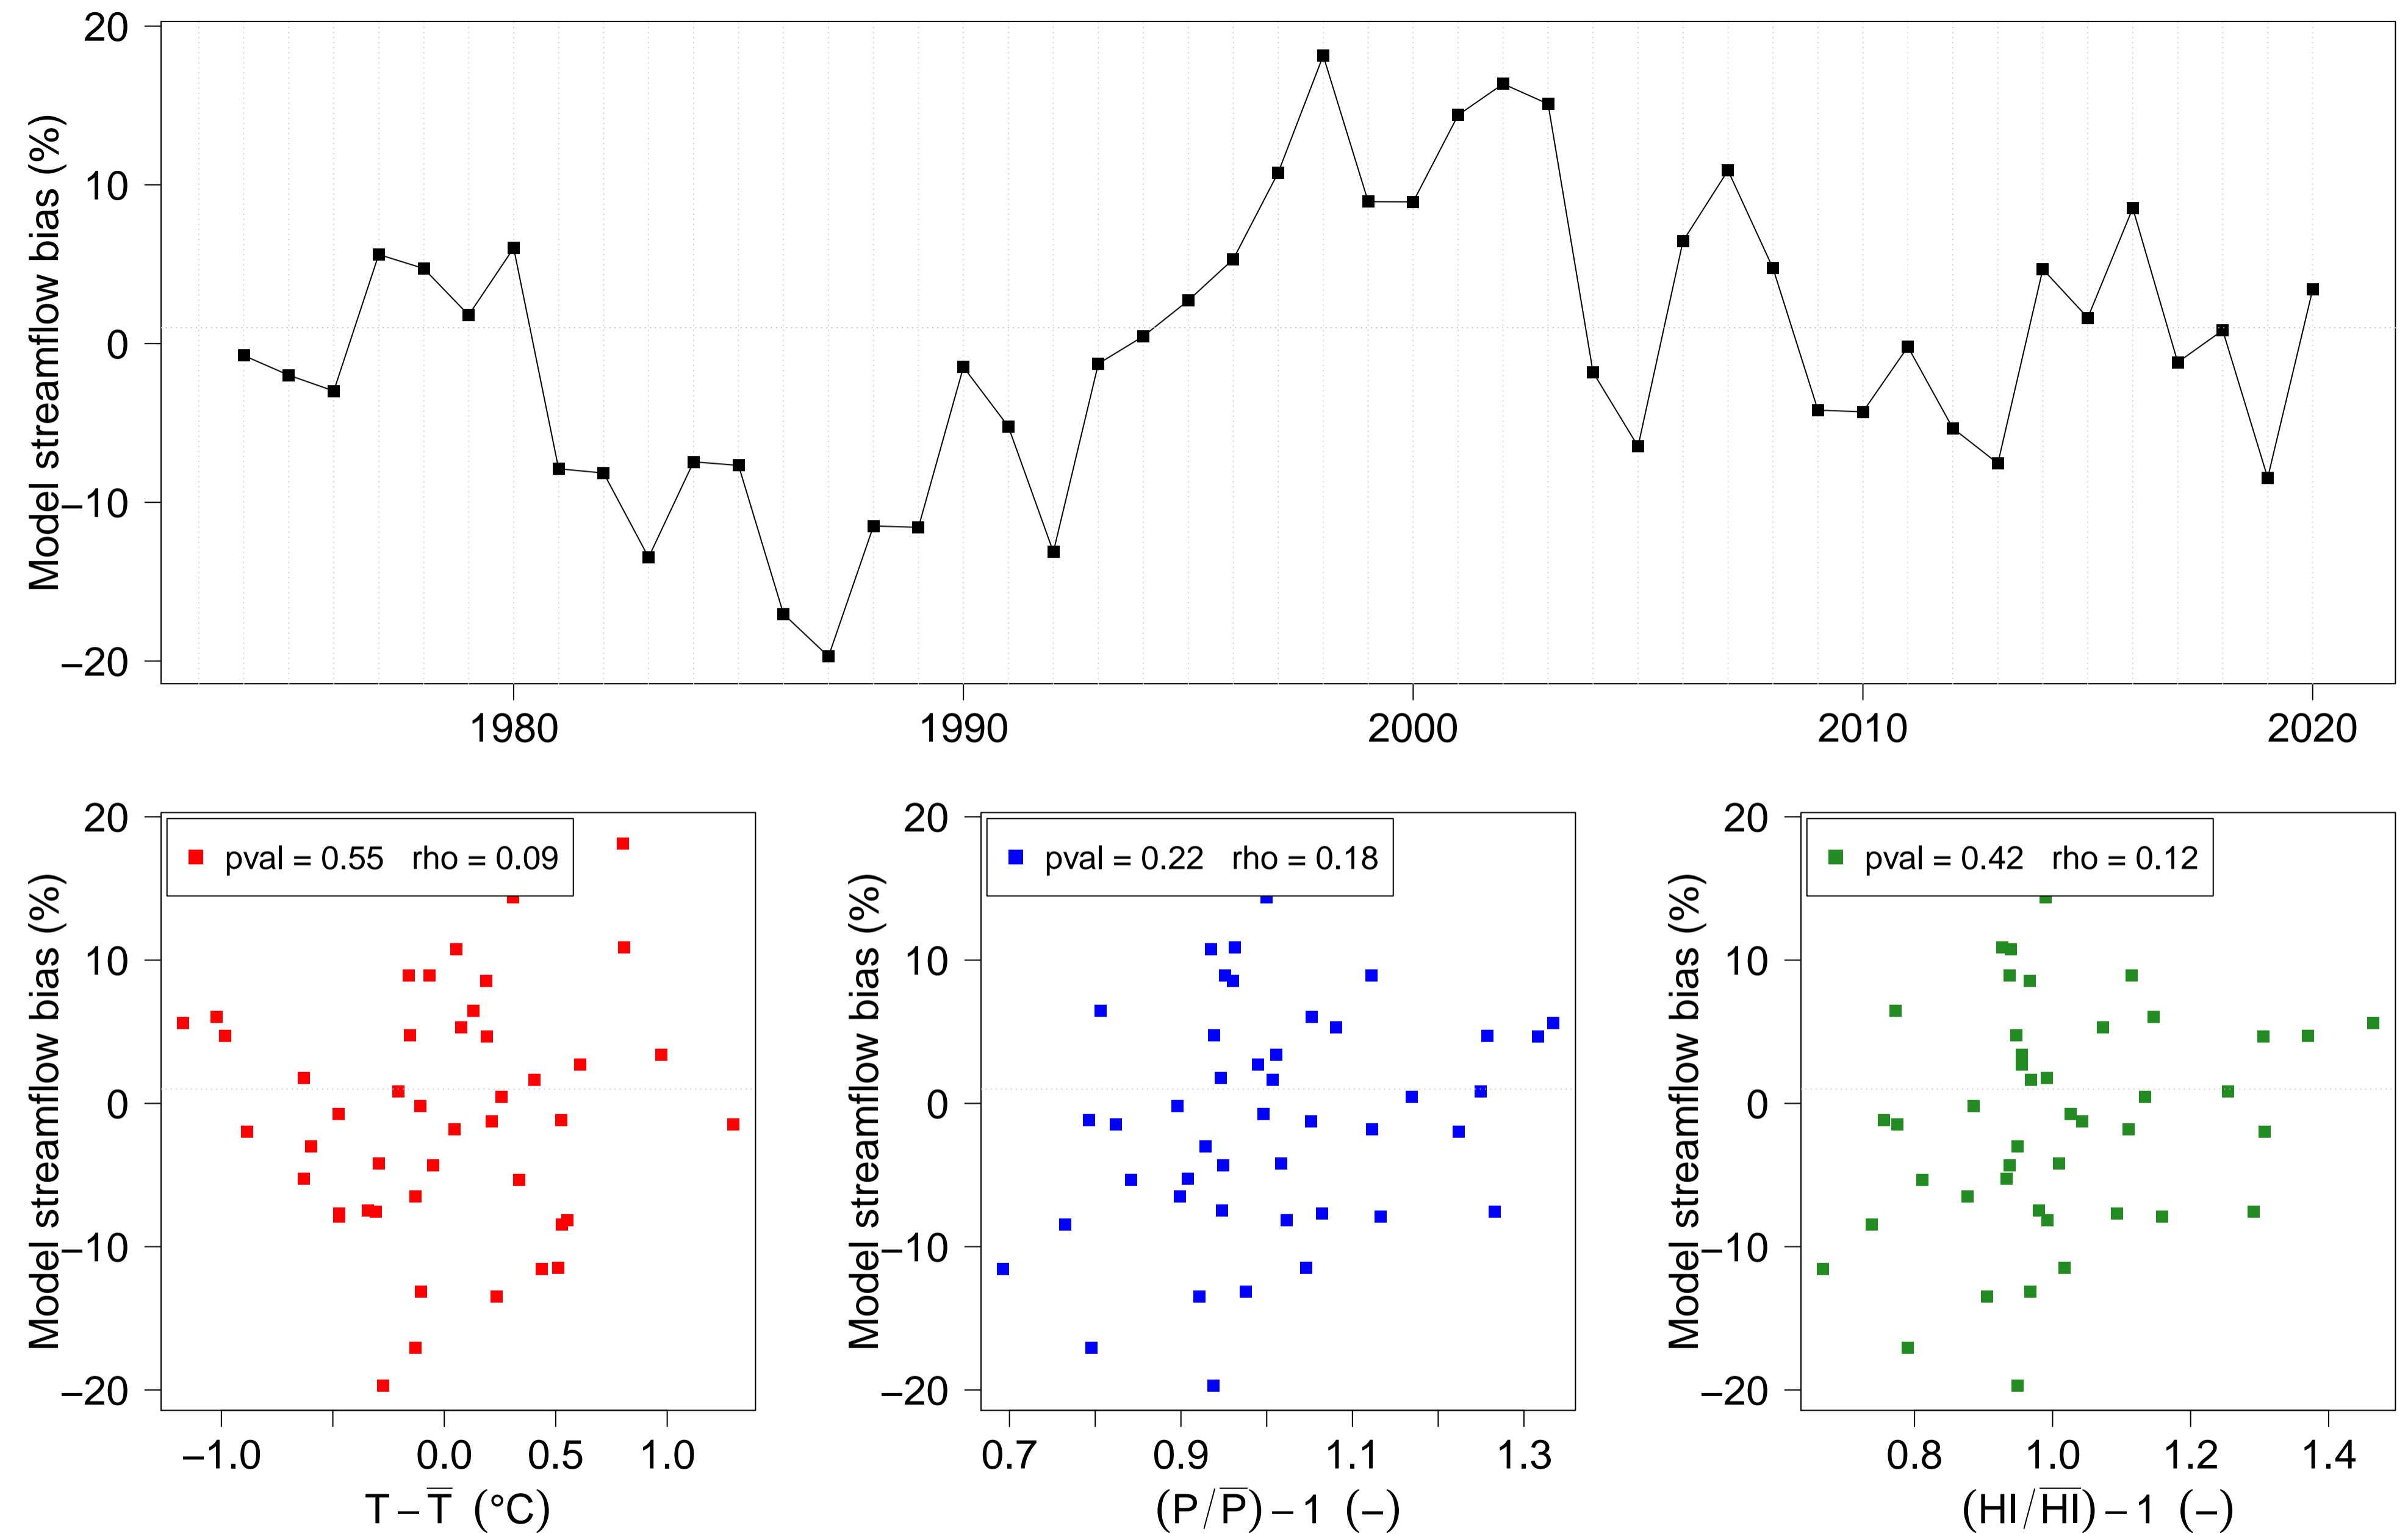 Model streamflow bias (%)
20
10
0
−10
−20
1980 1990 2000 2010 2020
Model streamflow bias (%)
20
10
0
−10
−20
pval = 0.55 rho = 0.09
−1.0 0.0 0.5 1.0
T − T̅ (°C)
Model streamflow bias (%)
20
10
0
−10
−20
pval = 0.22 rho = 0.18
0.7 0.9 1.1 1.3
(P/P̅) − 1 (−)
Model streamflow bias (%)
20
10
0
−10
−20
pval = 0.42 rho = 0.12
0.8 1.0 1.2 1.4
(HI/H̅I̅) − 1 (−)